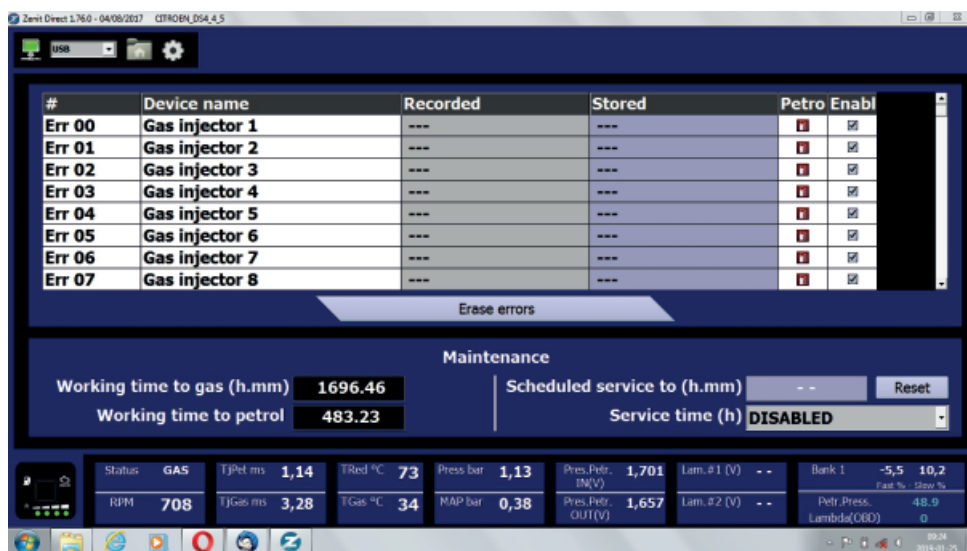 Zenit Direct 1.76.0 - 04/08/2017 CITROEN_DS4_4_5
USB
# Device name Recorded Stored Petro Enabl
Err 00 Gas injector 1 --- ---
Err 01 Gas injector 2 --- ---
Err 02 Gas injector 3 --- ---
Err 03 Gas injector 4 --- ---
Err 04 Gas injector 5 --- ---
Err 05 Gas injector 6 --- ---
Err 06 Gas injector 7 --- ---
Err 07 Gas injector 8 --- ---
Erase errors
Maintenance
Working time to gas (h.mm) 1696.46 Scheduled service to (h.mm) - - Reset
Working time to petrol 483.23 Service time (h) DISABLED
Status GAS TjPet ms 1,14 TRed °C 73 Press bar 1,13 Pres.Petr. IN(V) 1,701 Lam.#1 (V) - - Bank 1 -5,5 10,2
Fast % - Slow %
RPM 708 TjGas ms 3,28 TGas °C 34 MAP bar 0,38 Pres.Petr. OUT(V) 1,657 Lam.#2 (V) - - Petr.Press. 48.9
Lambda(OBD) 0
09:24
2019-01-25